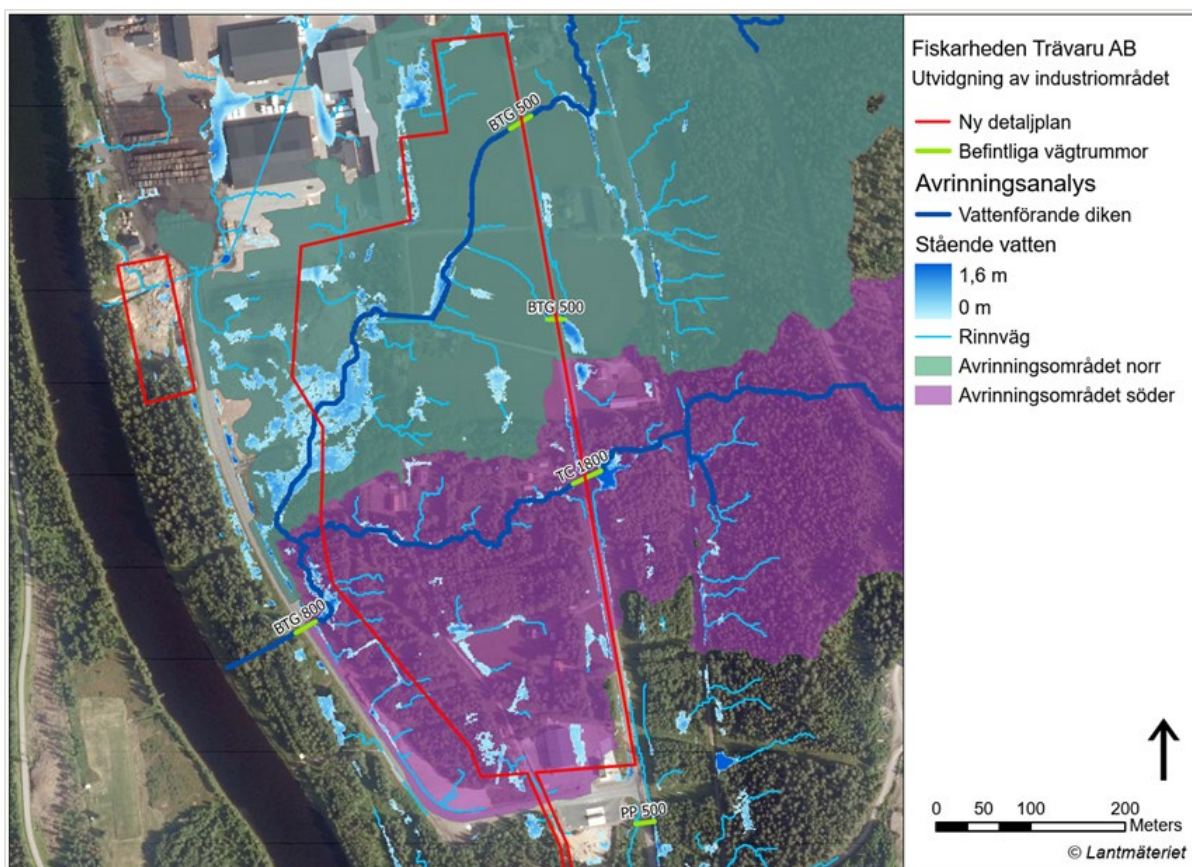 Fiskarheden Trävaru AB
Utvidgning av industriområdet
Ny detaljplan
Befintliga vägtrummor
Avrinningsanalys
Vattenförande diken
Stående vatten
1,6 m
0 m
Rinnväg
Avrinningsområdet norr
Avrinningsområdet söder
BTG 500
BTG 500
TC 1800
BTG 800
PP 500
0 50 100 200
Meters
© Lantmäteriet